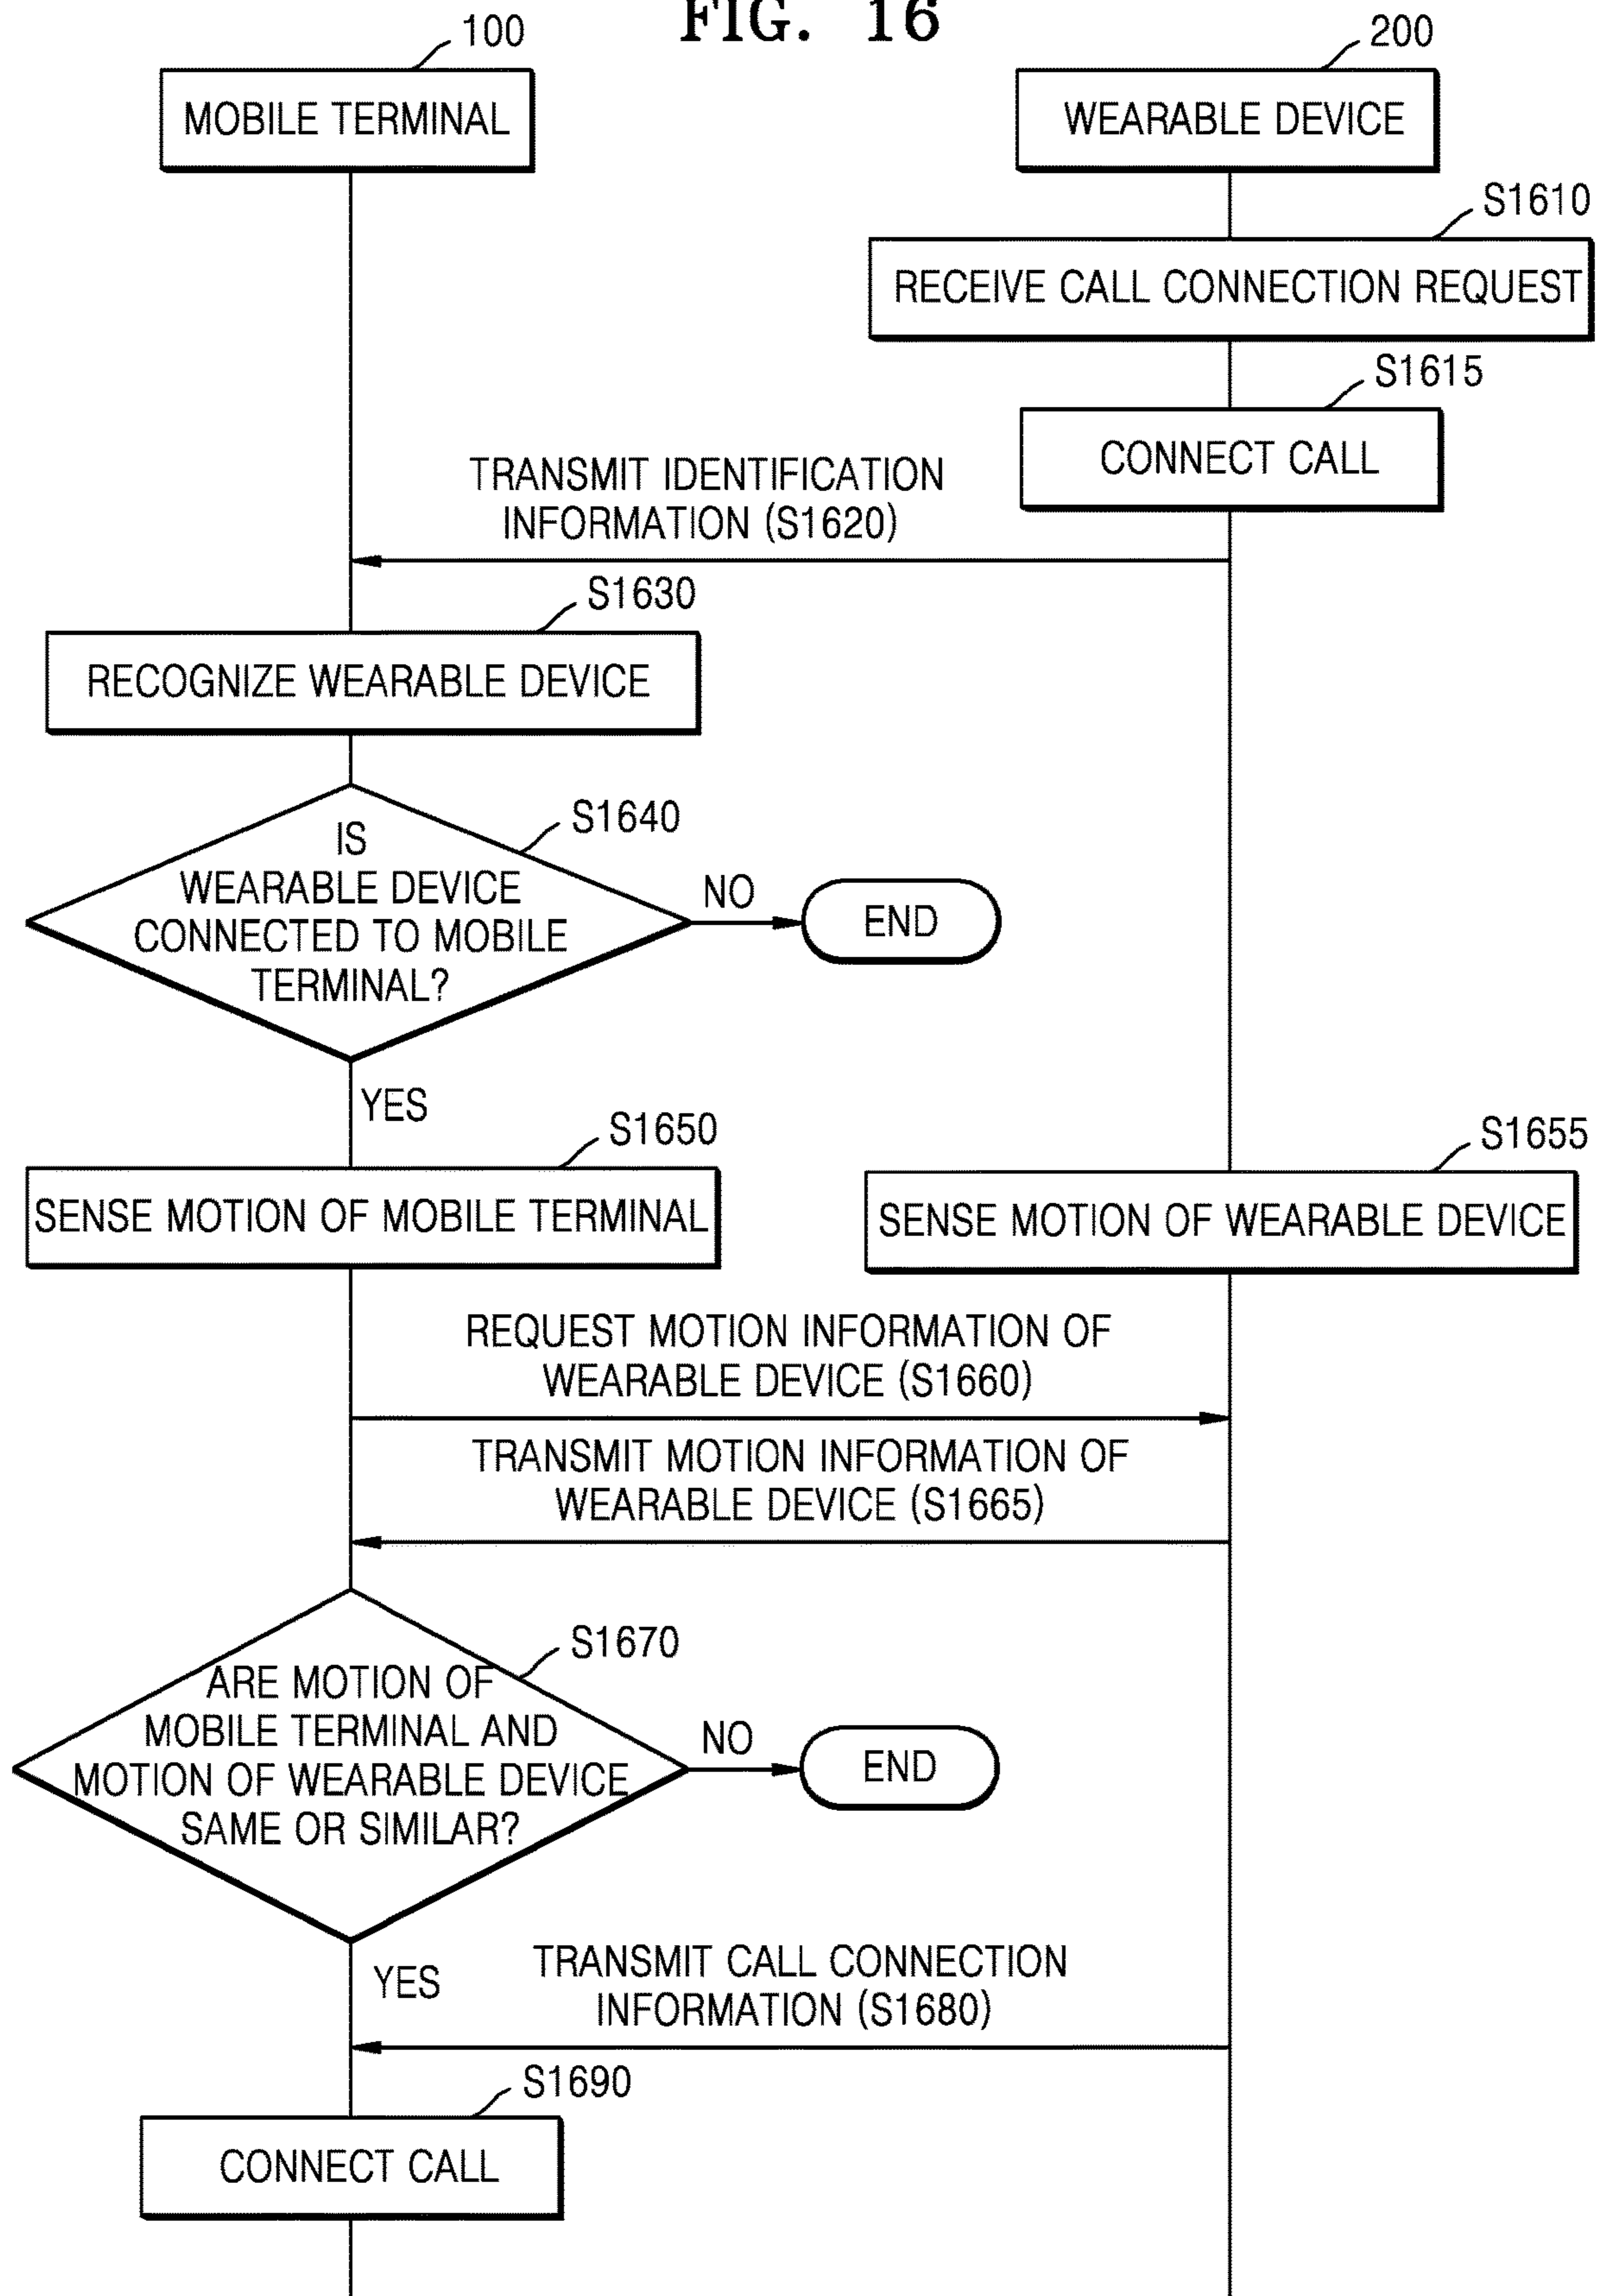 FIG. 16
100
200
MOBILE TERMINAL
WEARABLE DEVICE
S1610
RECEIVE CALL CONNECTION REQUEST
S1615
CONNECT CALL
TRANSMIT IDENTIFICATION
INFORMATION (S1620)
S1630
RECOGNIZE WEARABLE DEVICE
S1640
IS
WEARABLE DEVICE
CONNECTED TO MOBILE
TERMINAL?
NO
END
YES
S1650
S1655
SENSE MOTION OF MOBILE TERMINAL
SENSE MOTION OF WEARABLE DEVICE
REQUEST MOTION INFORMATION OF
WEARABLE DEVICE (S1660)
TRANSMIT MOTION INFORMATION OF
WEARABLE DEVICE (S1665)
S1670
ARE MOTION OF
MOBILE TERMINAL AND
MOTION OF WEARABLE DEVICE
SAME OR SIMILAR?
NO
END
YES
TRANSMIT CALL CONNECTION
INFORMATION (S1680)
S1690
CONNECT CALL